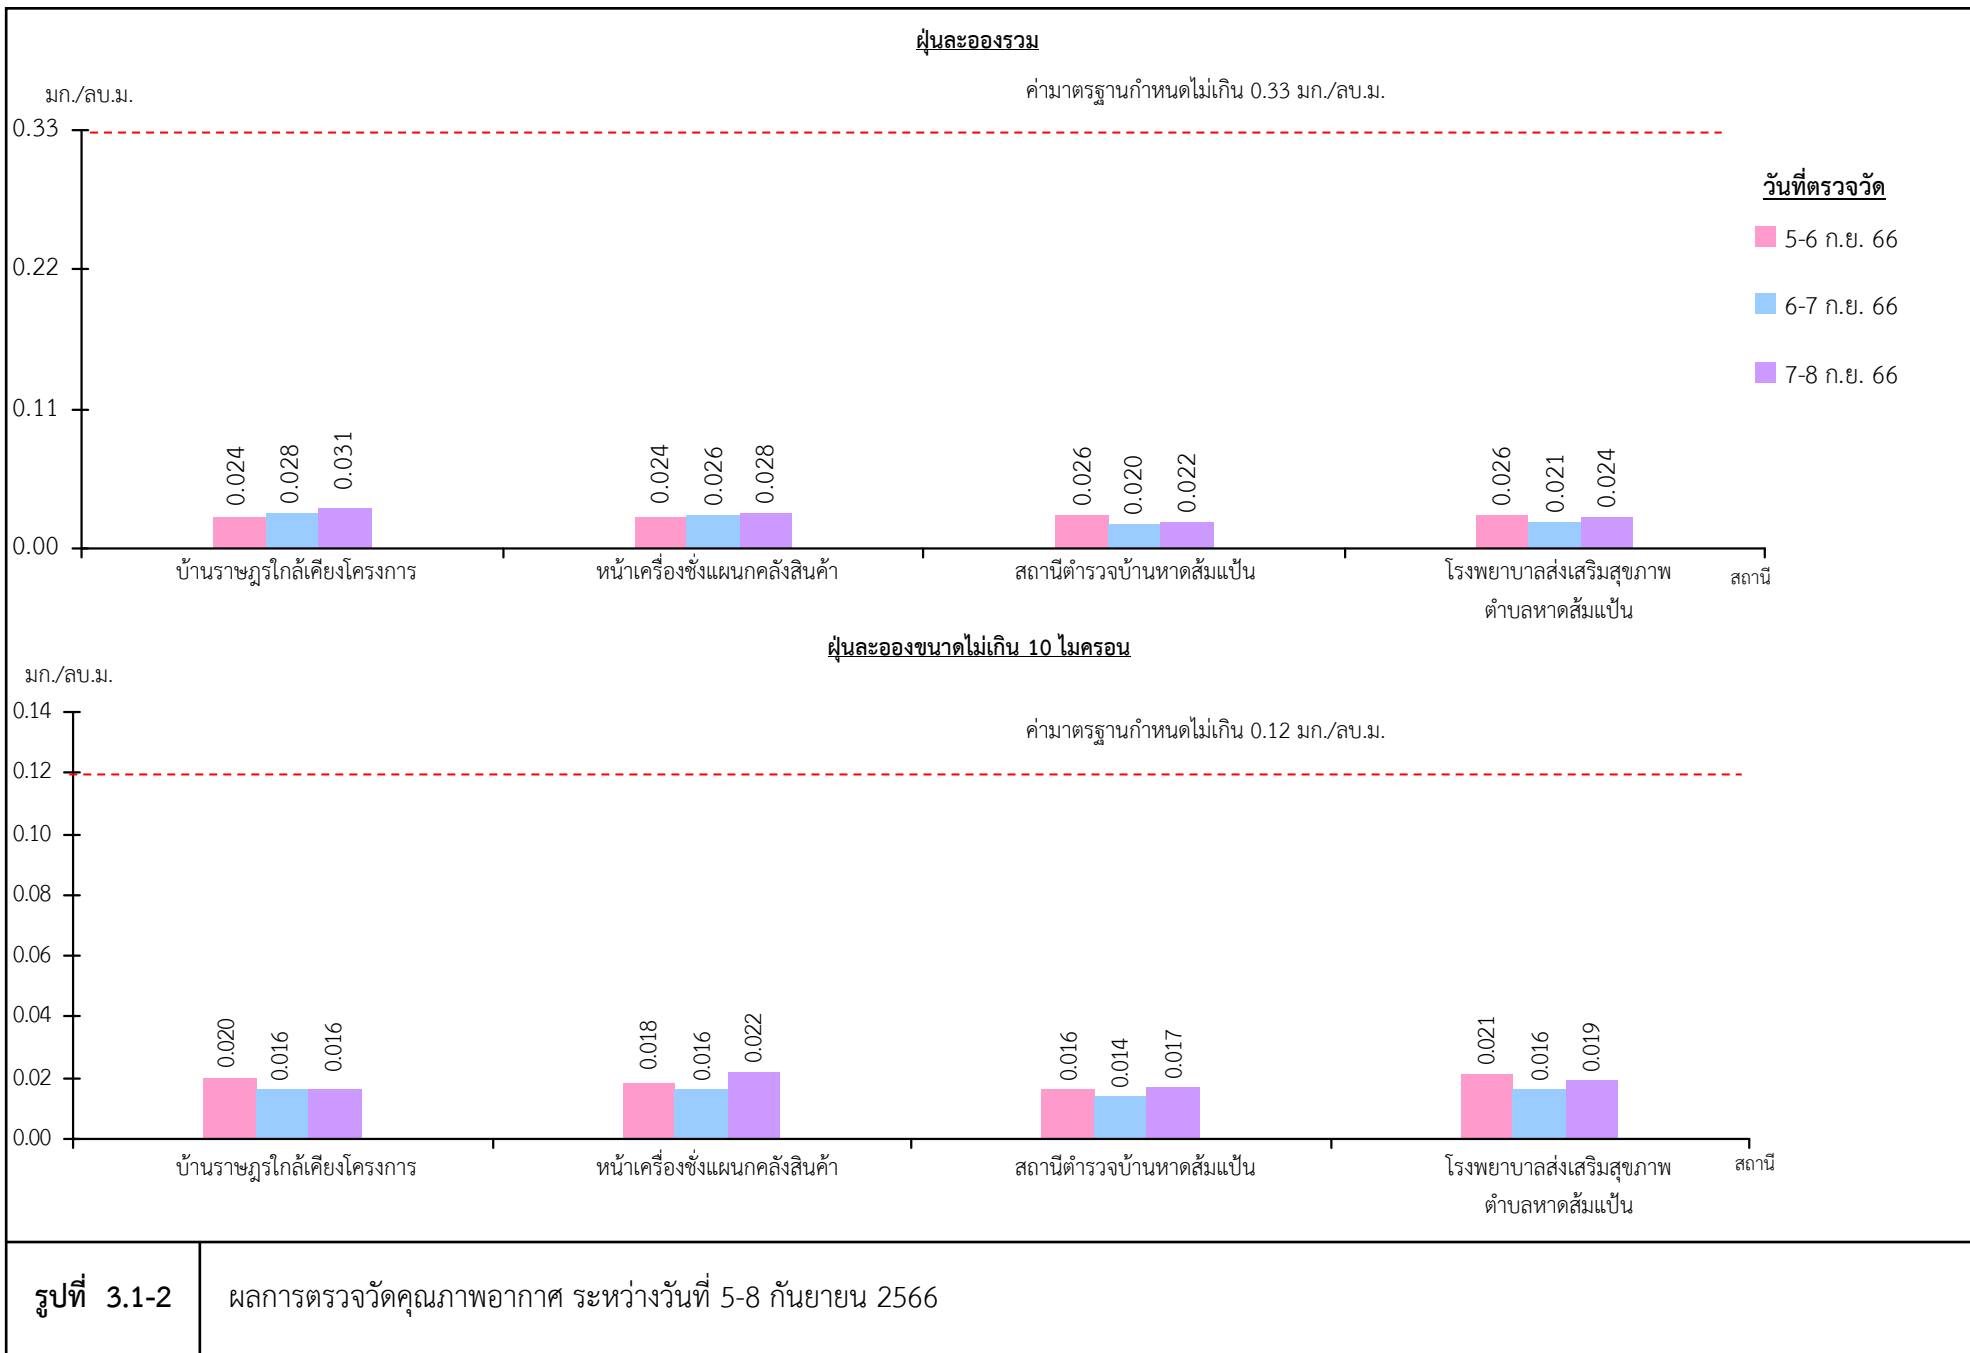 ฝุ่นละอองรวม
มก./ลบ.ม.
ค่ามาตรฐานกำหนดไม่เกิน 0.33 มก./ลบ.ม.
0.33
0.22
0.11
0.00
วันที่ตรวจวัด
5-6 ก.ย. 66
6-7 ก.ย. 66
7-8 ก.ย. 66
0.024 0.028 0.031 0.024 0.026 0.028 0.026 0.020 0.022 0.026 0.021 0.024
บ้านราษฎรใกล้เคียงโครงการ หน้าเครื่องชั่งแผนกคลังสินค้า สถานีตำรวจบ้านหาดส้มแป้น โรงพยาบาลส่งเสริมสุขภาพ สถานี
ตำบลหาดส้มแป้น
ฝุ่นละอองขนาดไม่เกิน 10 ไมครอน
มก./ลบ.ม.
ค่ามาตรฐานกำหนดไม่เกิน 0.12 มก./ลบ.ม.
0.14
0.12
0.10
0.08
0.06
0.04
0.02
0.00
0.020 0.016 0.016 0.018 0.016 0.022 0.016 0.014 0.017 0.021 0.016 0.019
บ้านราษฎรใกล้เคียงโครงการ หน้าเครื่องชั่งแผนกคลังสินค้า สถานีตำรวจบ้านหาดส้มแป้น โรงพยาบาลส่งเสริมสุขภาพ สถานี
ตำบลหาดส้มแป้น
รูปที่ 3.1-2 ผลการตรวจวัดคุณภาพอากาศ ระหว่างวันที่ 5-8 กันยายน 2566